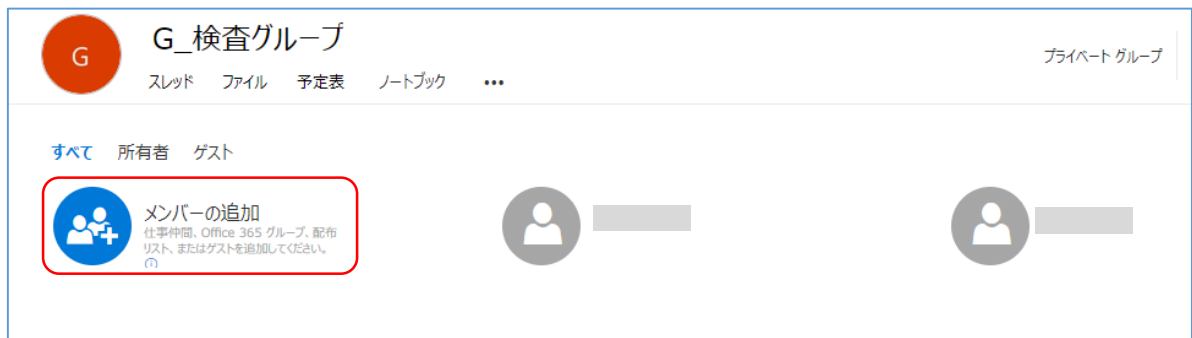 G
G_検査グループ
プライベート グループ
スレッド ファイル 予定表 ノートブック •••
すべて 所有者 ゲスト
メンバーの追加
仕事仲間、Office 365 グループ、配布
リスト、またはゲストを追加してください。